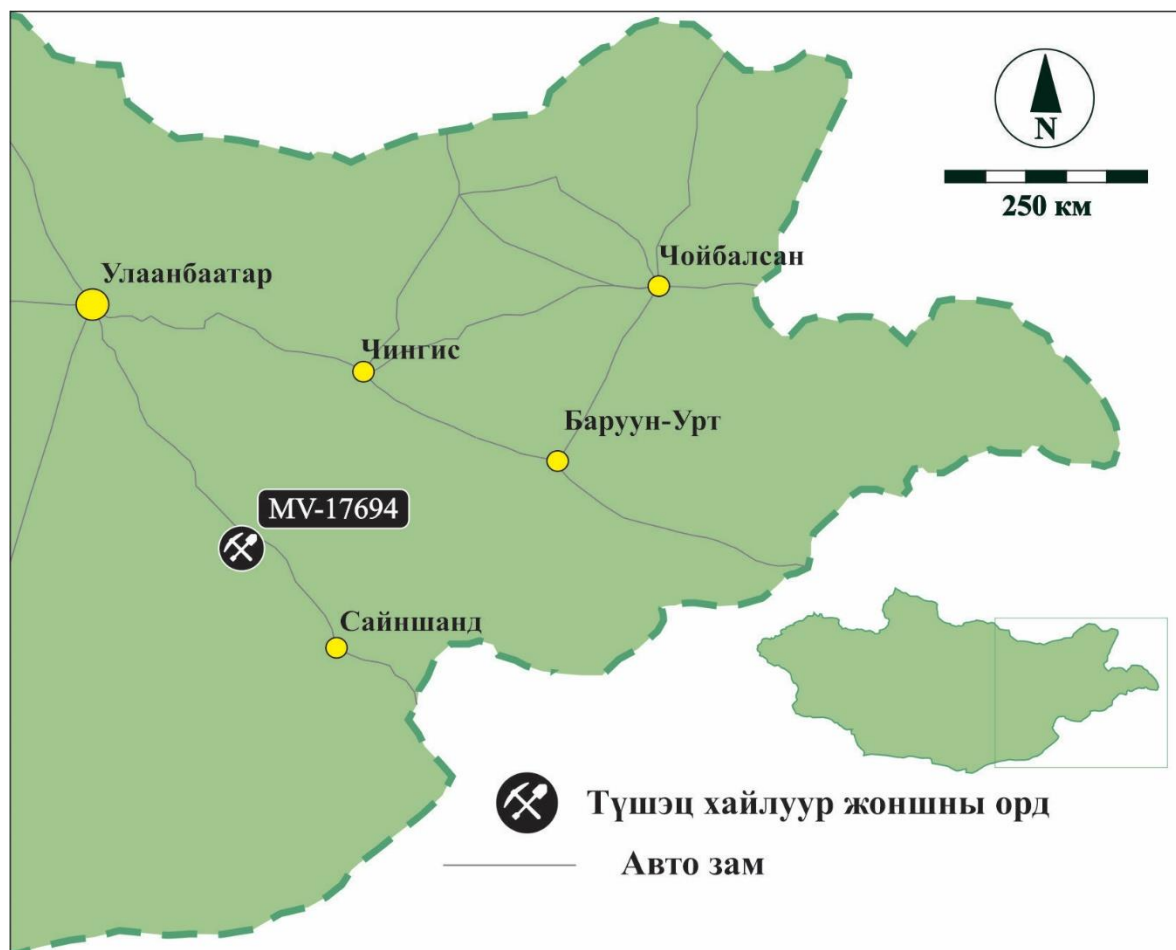 N
250 км
Чойбалсан
Улаанбаатар
Чингис
Баруун-Урт
MV-17694
Сайншанд
Түшэц хайлуур жоншны орд
Авто зам